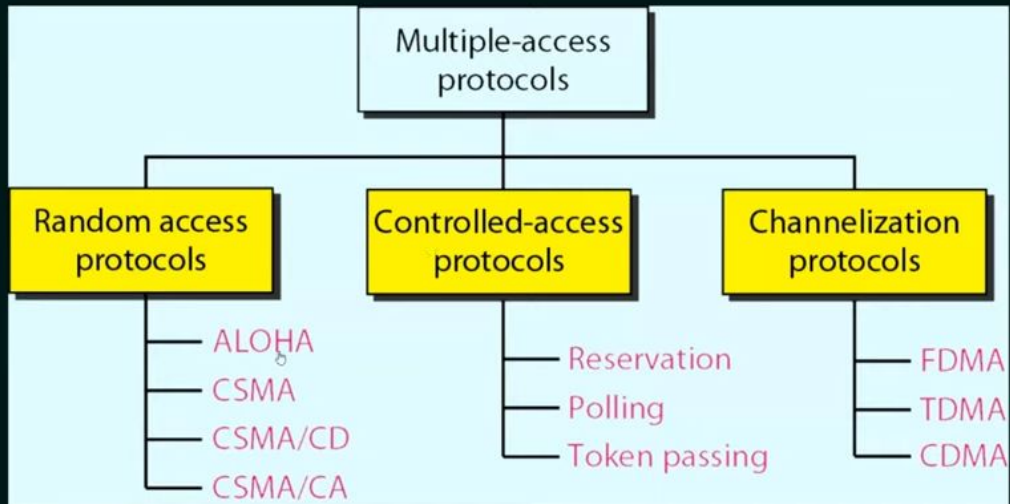 Multiple-access
protocols
Random access
protocols
Controlled-access
protocols
Channelization
protocols
ALOHA
CSMA
CSMA/CD
CSMA/CA
Reservation
Polling
Token passing
FDMA
TDMA
CDMA